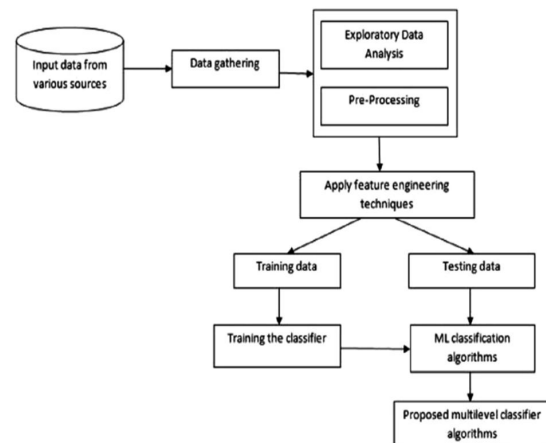 Input data from
various sources
Data gathering
Exploratory Data
Analysis
Pre-Processing
Apply feature engineering
techniques
Training data
Testing data
Training the classifier
ML classification
algorithms
Proposed multilevel classifier
algorithms